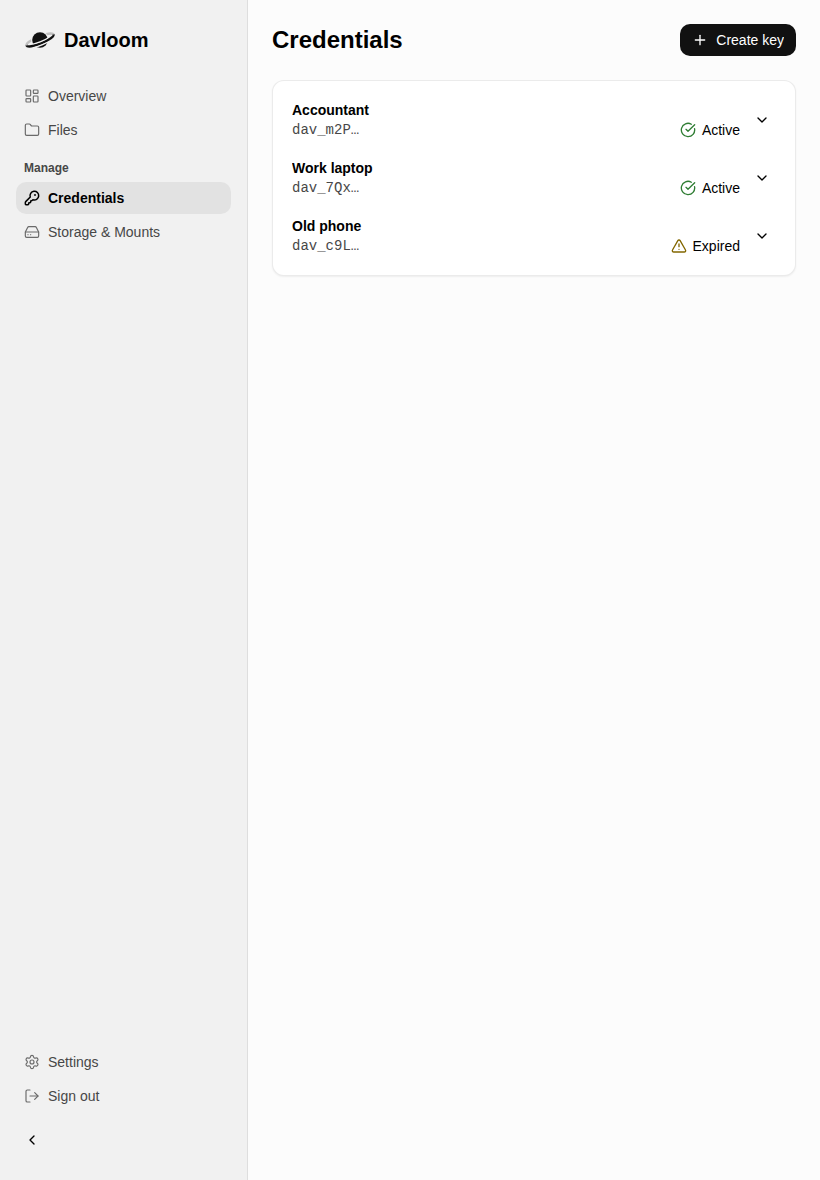 Davloom
Overview
Files
Manage
Credentials
Storage & Mounts
Settings
Sign out
Credentials
Create key
Accountant
dav_m2P…
Active
Work laptop
dav_7Qx…
Active
Old phone
dav_c9L…
Expired